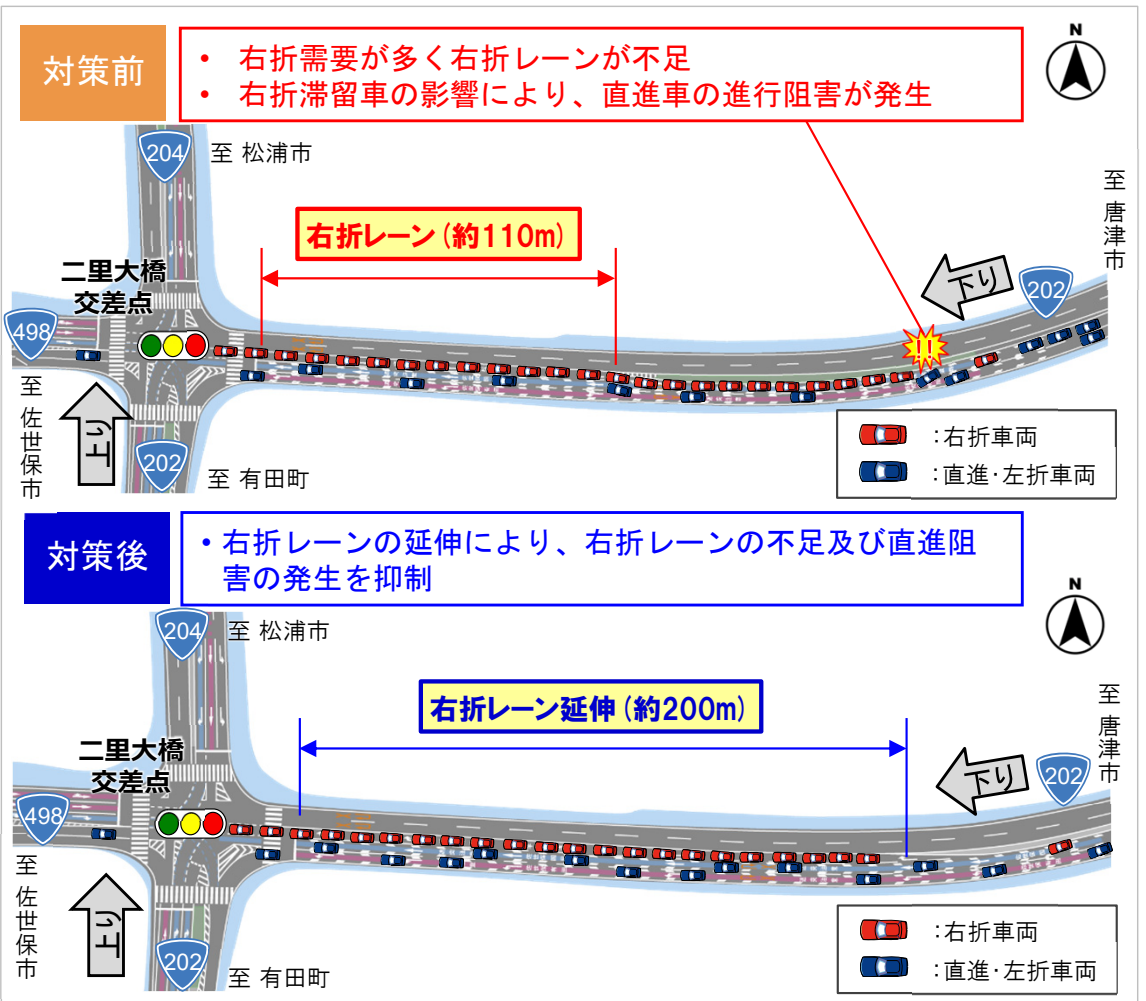 対策前
• 右折需要が多く右折レーンが不足
• 右折滞留車の影響により、直進車の進行阻害が発生
N
204
至 松浦市
至 唐津市
右折レーン(約110m)
二里大橋
交差点
下り
202
498
!!
至 佐世保市
上り
202
至 有田町
:右折車両
:直進・左折車両
対策後
• 右折レーンの延伸により、右折レーンの不足及び直進阻
害の発生を抑制
N
204
至 松浦市
至 唐津市
右折レーン延伸(約200m)
二里大橋
交差点
下り
202
498
至 佐世保市
上り
202
至 有田町
:右折車両
:直進・左折車両